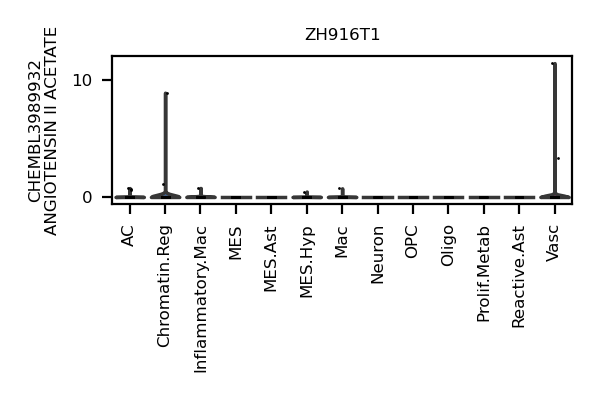 ZH916T1
CHEMBL3989932
ANGIOTENSIN II ACETATE
10
0
AC
Chromatin.Reg
Inflammatory.Mac
MES
MES.Ast
MES.Hyp
Mac
Neuron
OPC
Oligo
Prolif.Metab
Reactive.Ast
Vasc